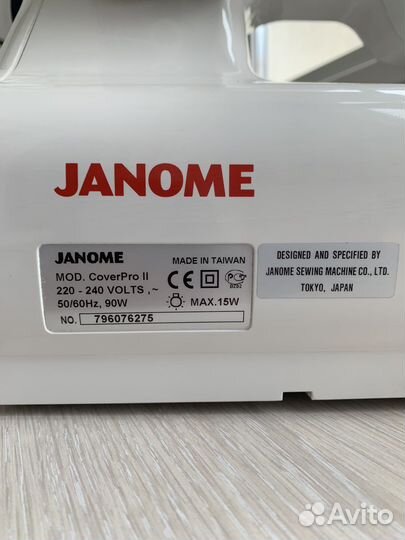 JANOME
JANOME MADE IN TAIWAN
MOD. CoverPro II
220 - 240 VOLTS .~
50/60Hz, 90W MAX.15W
NO. 796076275
DESIGNED AND SPECIFIED BY
JANOME SEWING MACHINE CO., LTD.
TOKYO, JAPAN
Avito